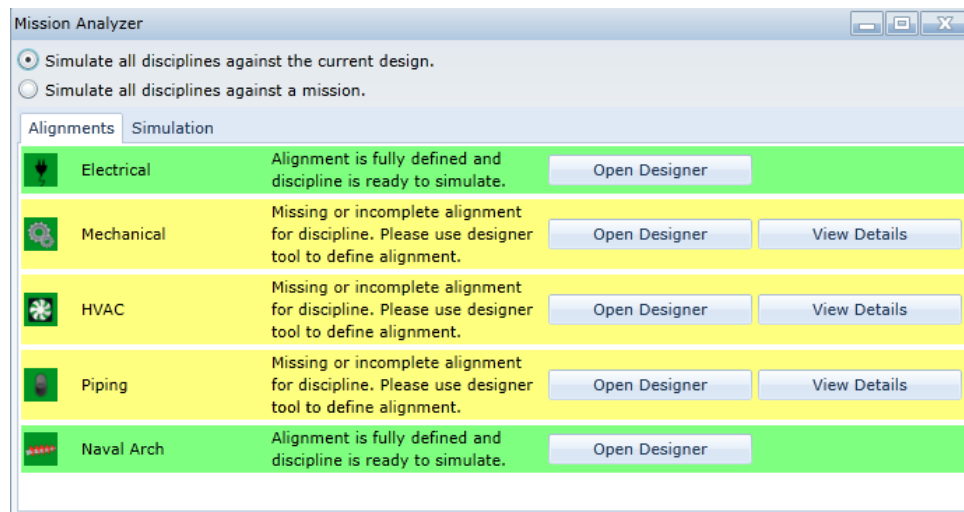 Mission Analyzer
Simulate all disciplines against the current design.
Simulate all disciplines against a mission.
Alignments Simulation
Electrical
Alignment is fully defined and
discipline is ready to simulate.
Open Designer
Mechanical
Missing or incomplete alignment
for discipline. Please use designer
tool to define alignment.
Open Designer
View Details
HVAC
Missing or incomplete alignment
for discipline. Please use designer
tool to define alignment.
Open Designer
View Details
Piping
Missing or incomplete alignment
for discipline. Please use designer
tool to define alignment.
Open Designer
View Details
Naval Arch
Alignment is fully defined and
discipline is ready to simulate.
Open Designer